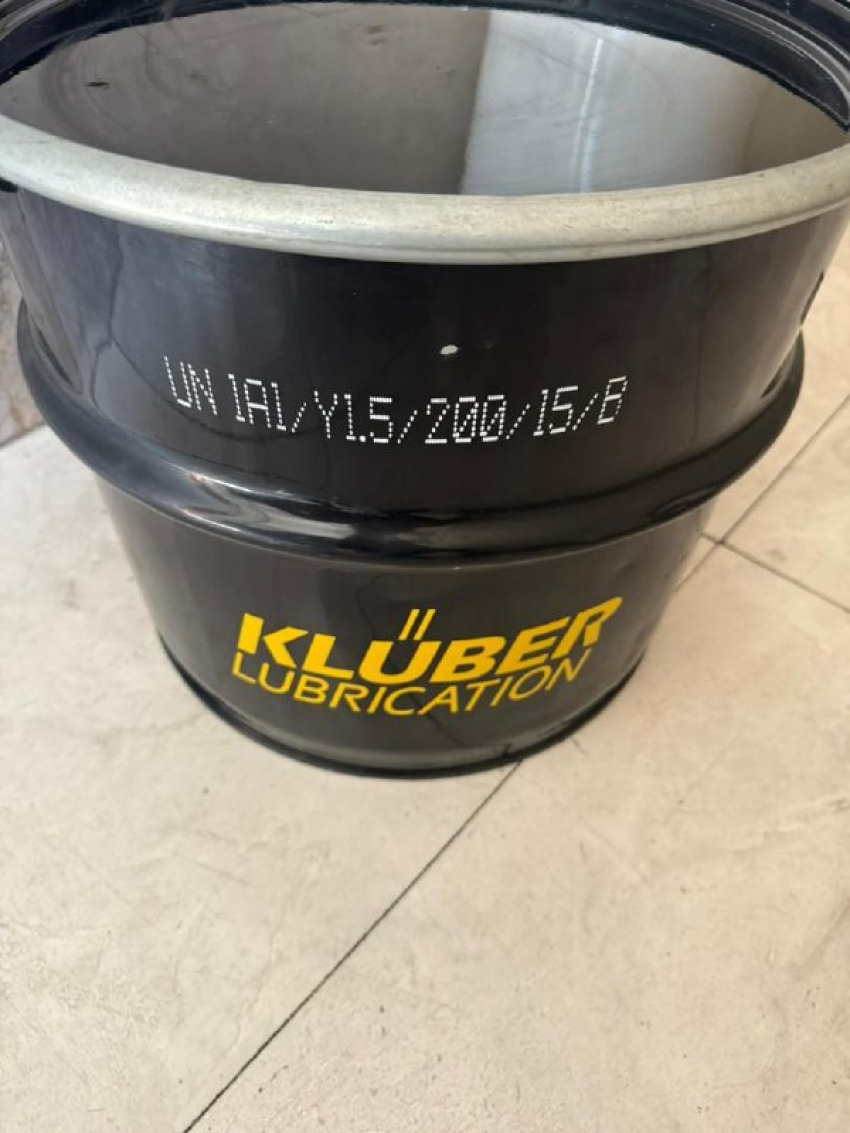 UN 1A1/Y1.5/200/15/B
KLÜBER
LUBRICATION